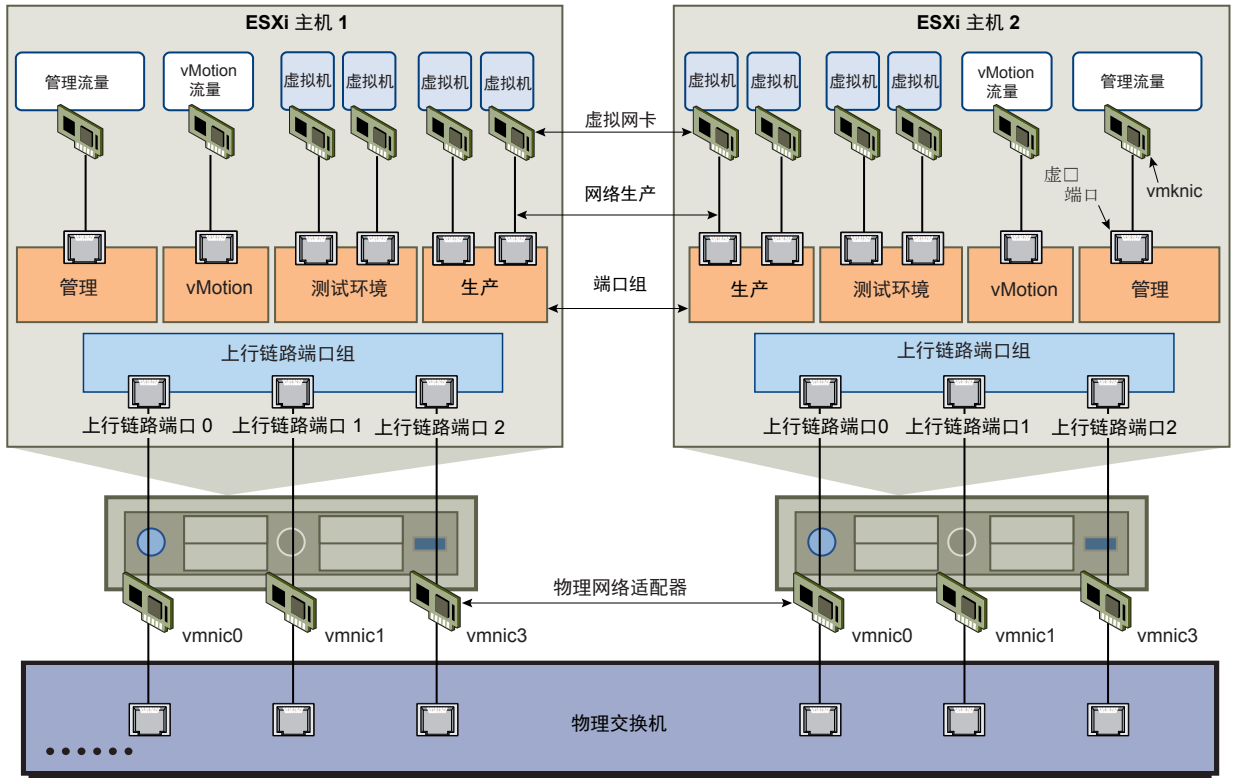 ESXi 主机 1
管理流量
vMotion
流量
虚拟机
虚拟机
虚拟机
虚拟机
管理
vMotion
测试环境
生产
上行链路端口组
上行链路端口 0
上行链路端口 1
上行链路端口 2
虚拟网卡
网络生产
端口组
ESXi 主机 2
虚拟机
虚拟机
虚拟机
虚拟机
vMotion
流量
管理流量
vmknic
虚□
端口
生产
测试环境
vMotion
管理
上行链路端口组
上行链路端口0
上行链路端口1
上行链路端口2
物理网络适配器
vmnic0
vmnic1
vmnic3
vmnic0
vmnic1
vmnic3
物理交换机